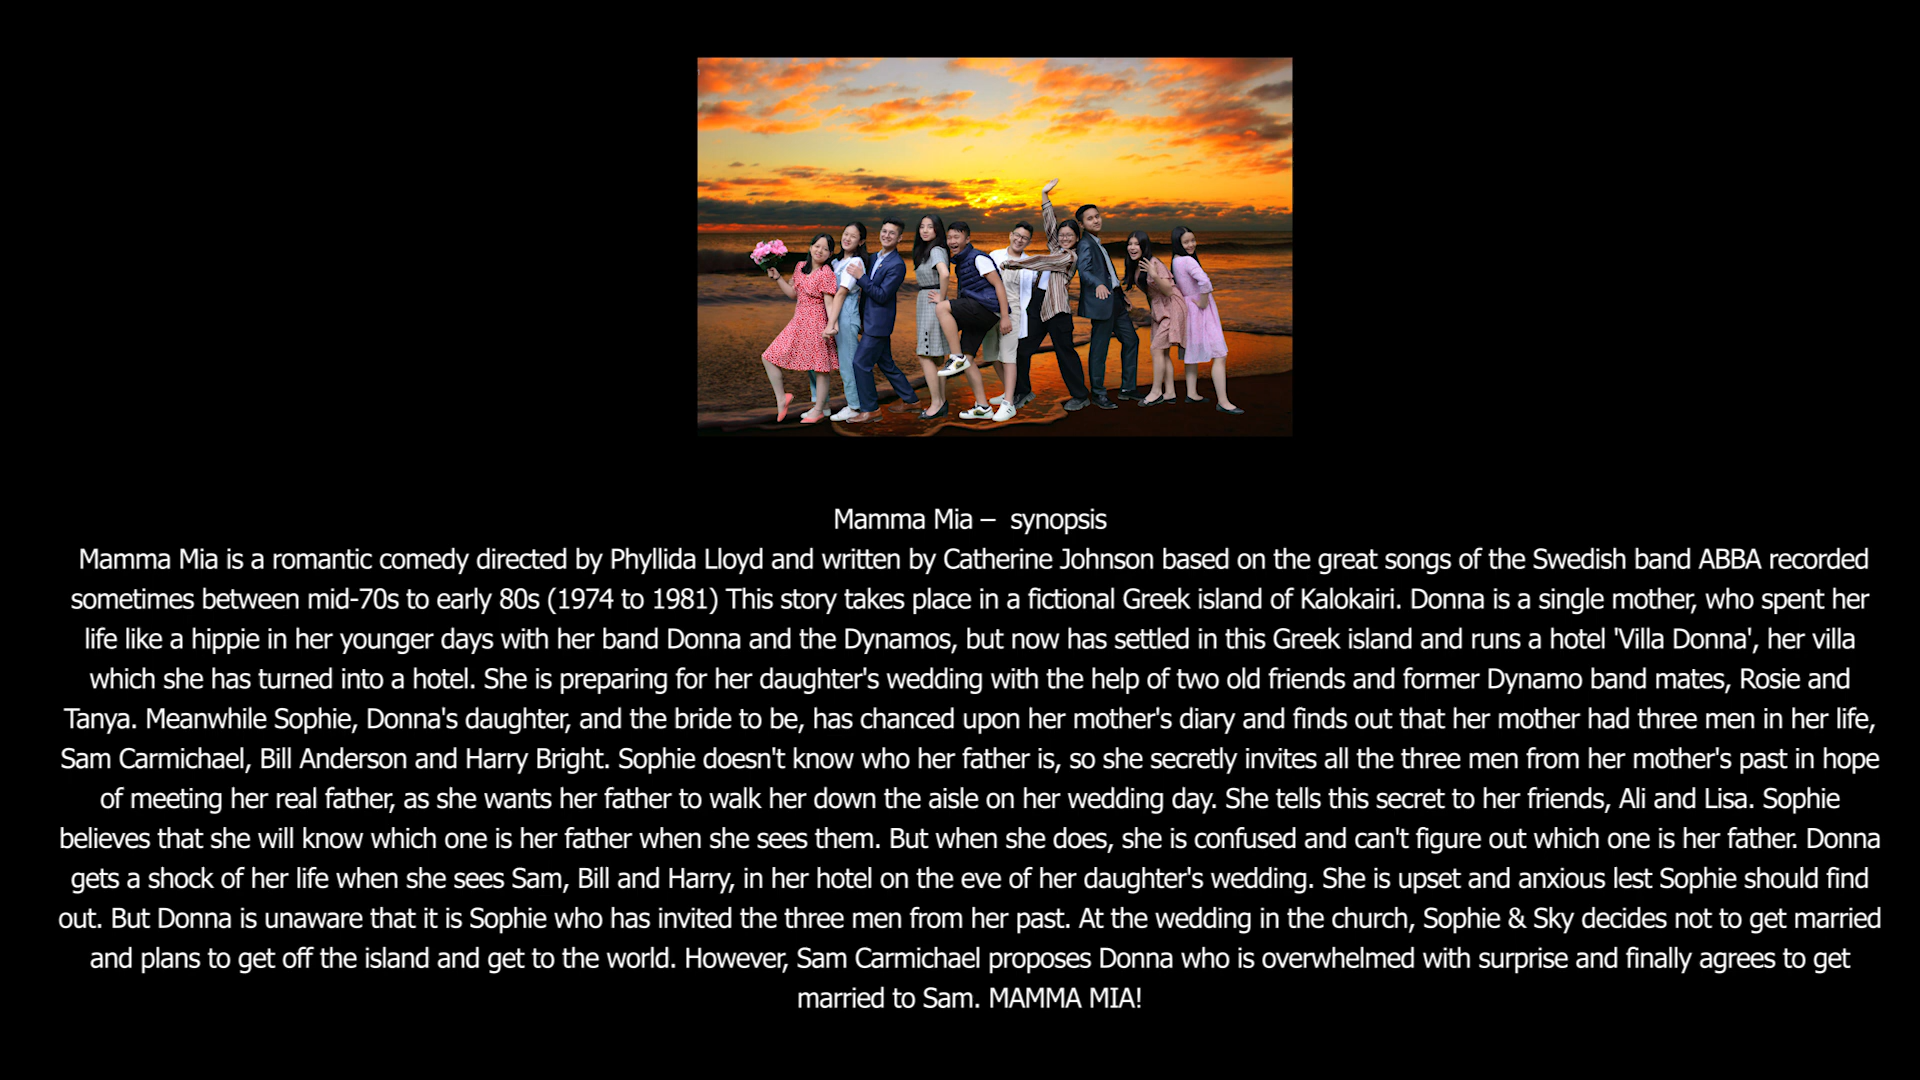 Mamma Mia –  synopsis
Mamma Mia is a romantic comedy directed by Phyllida Lloyd and written by Catherine Johnson based on the great songs of the Swedish band ABBA recorded
sometimes between mid-70s to early 80s (1974 to 1981) This story takes place in a fictional Greek island of Kalokairi. Donna is a single mother, who spent her
life like a hippie in her younger days with her band Donna and the Dynamos, but now has settled in this Greek island and runs a hotel 'Villa Donna', her villa
which she has turned into a hotel. She is preparing for her daughter's wedding with the help of two old friends and former Dynamo band mates, Rosie and
Tanya. Meanwhile Sophie, Donna's daughter, and the bride to be, has chanced upon her mother's diary and finds out that her mother had three men in her life,
Sam Carmichael, Bill Anderson and Harry Bright. Sophie doesn't know who her father is, so she secretly invites all the three men from her mother's past in hope
of meeting her real father, as she wants her father to walk her down the aisle on her wedding day. She tells this secret to her friends, Ali and Lisa. Sophie
believes that she will know which one is her father when she sees them. But when she does, she is confused and can't figure out which one is her father. Donna
gets a shock of her life when she sees Sam, Bill and Harry, in her hotel on the eve of her daughter's wedding. She is upset and anxious lest Sophie should find
out. But Donna is unaware that it is Sophie who has invited the three men from her past. At the wedding in the church, Sophie & Sky decides not to get married
and plans to get off the island and get to the world. However, Sam Carmichael proposes Donna who is overwhelmed with surprise and finally agrees to get
married to Sam. MAMMA MIA!